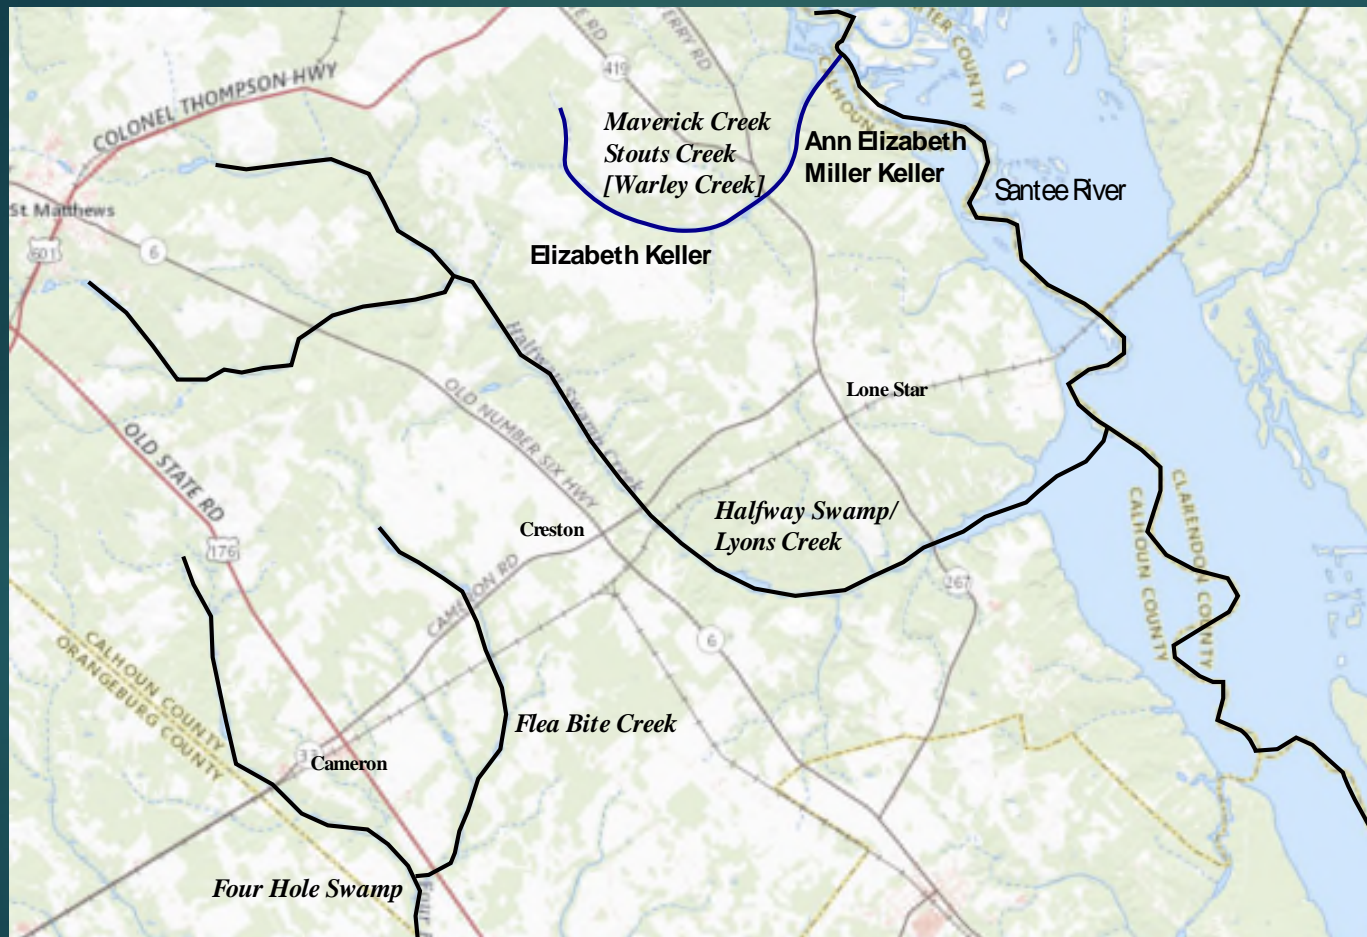 COLONEL THOMPSON HWY
419
Maverick Creek
Stouts Creek
[Warley Creek]
Ann Elizabeth
Miller Keller
Santee River
St. Matthews
601
6
Elizabeth Keller
Halfway Swamp Creek
OLD NUMBER SIX HWY
Lone Star
OLD STATE RD
176
Creston
Halfway Swamp/
Lyons Creek
CLARENDON COUNTY
CALHOUN COUNTY
267
CAMERON RD
6
CALHOUN COUNTY
ORANGEBURG COUNTY
Flea Bite Creek
33
Cameron
Four Hole Swamp
Four